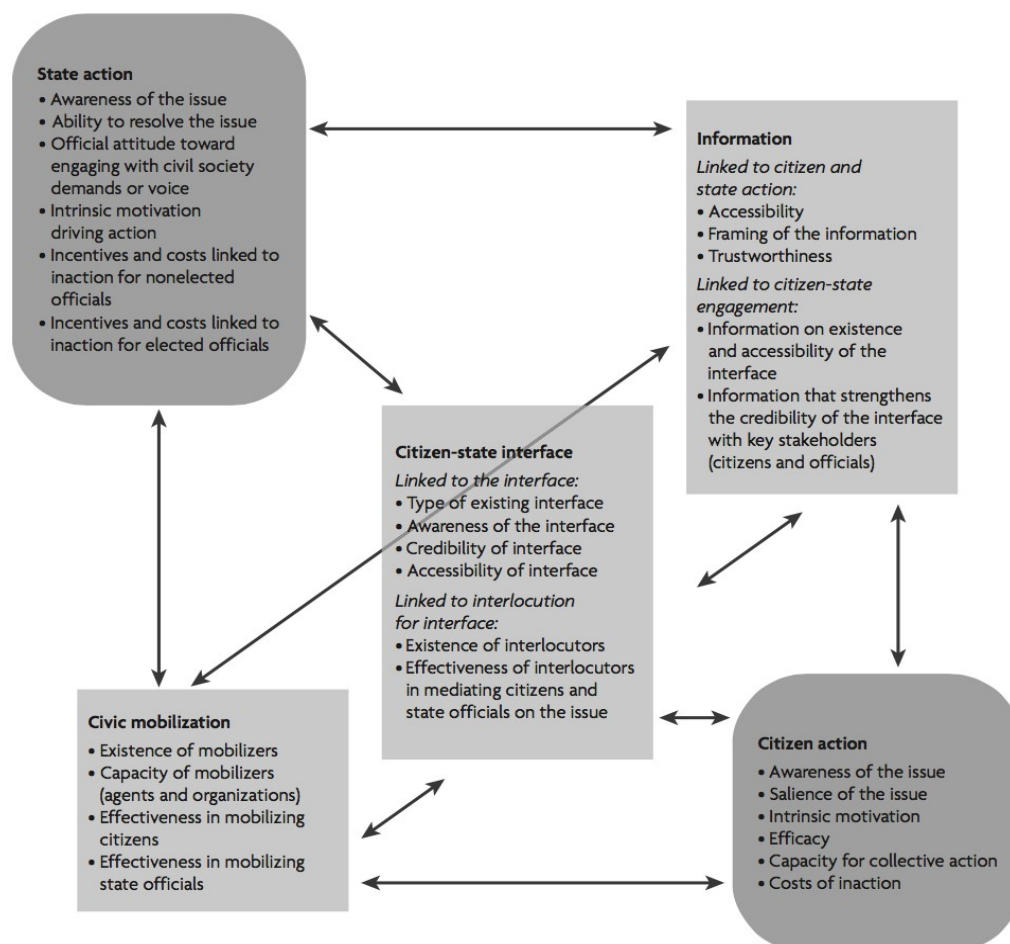 State action
• Awareness of the issue
• Ability to resolve the issue
• Official attitude toward
engaging with civil society
demands or voice
• Intrinsic motivation
driving action
• Incentives and costs linked to
inaction for nonelected
officials
• Incentives and costs linked to
inaction for elected officials
Information
Linked to citizen and
state action:
• Accessibility
• Framing of the information
• Trustworthiness
Linked to citizen-state
engagement:
• Information on existence
and accessibility of the
interface
• Information that strengthens
the credibility of the interface
with key stakeholders
(citizens and officials)
Citizen-state interface
Linked to the interface:
• Type of existing interface
• Awareness of the interface
• Credibility of interface
• Accessibility of interface
Linked to interlocution
for interface:
• Existence of interlocutors
• Effectiveness of interlocutors
in mediating citizens and
state officials on the issue
Civic mobilization
• Existence of mobilizers
• Capacity of mobilizers
(agents and organizations)
• Effectiveness in mobilizing
citizens
• Effectiveness in mobilizing
state officials
Citizen action
• Awareness of the issue
• Salience of the issue
• Intrinsic motivation
• Efficacy
• Capacity for collective action
• Costs of inaction